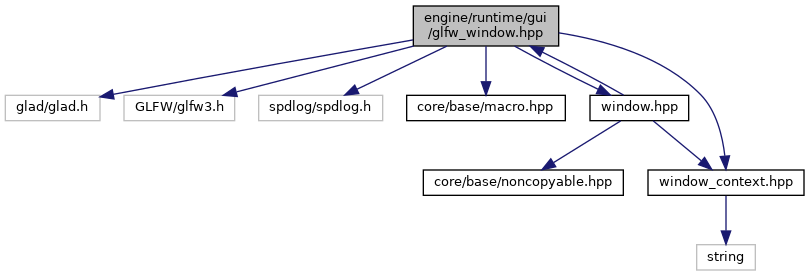 engine/runtime/gui
/glfw_window.hpp
glad/glad.h
GLFW/glfw3.h
spdlog/spdlog.h
core/base/macro.hpp
window.hpp
core/base/noncopyable.hpp
window_context.hpp
string